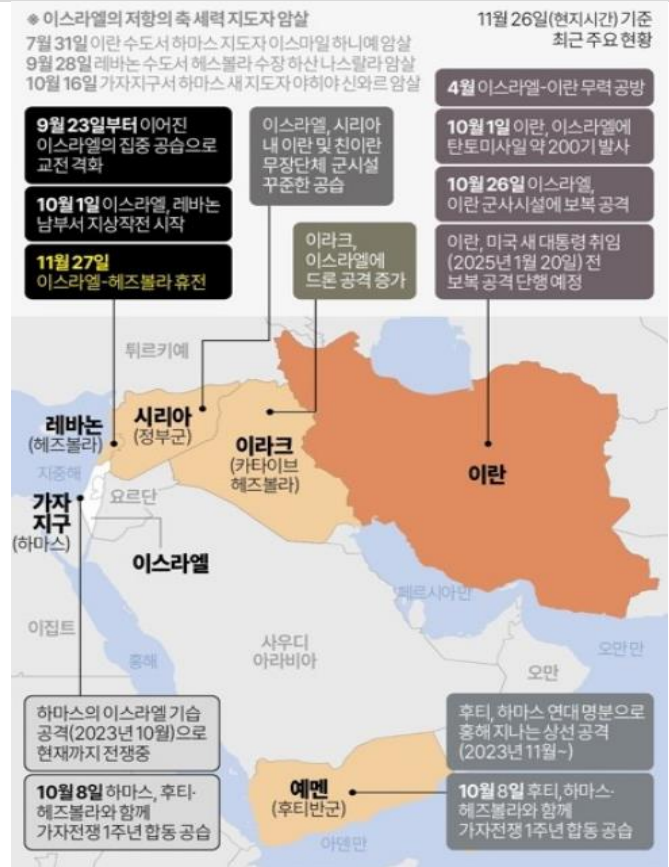 ※ 이스라엘의 저항의 축 세력 지도자 암살
7월 31일 이란 수도서 하마스 지도자 이스마일 하니예 암살
9월 28일 레바논 수도서 헤즈볼라 수장 하산 나스랄라 암살
10월 16일 가자지구서 하마스 새 지도자 야히야 신와르 암살
11월 26일(현지시간) 기준
최근 주요 현황
9월 23일부터 이어진
이스라엘의 집중 공습으로
교전 격화
10월 1일 이스라엘, 레바논
남부서 지상작전 시작
11월 27일
이스라엘-헤즈볼라 휴전
이스라엘, 시리아
내 이란 및 친이란
무장단체 군시설
꾸준한 공습
이라크,
이스라엘에
드론 공격 증가
4월 이스라엘-이란 무력 공방
10월 1일 이란, 이스라엘에
탄토미사일 약 200기 발사
10월 26일 이스라엘,
이란 군사시설에 보복 공격
이란, 미국 새 대통령 취임
(2025년 1월 20일) 전
보복 공격 단행 예정
튀르키예
레바논
(헤즈볼라)
시리아
(정부군)
이라크
(카타이브
헤즈볼라)
이란
지중해
가자
지구
(하마스)
요르단
이스라엘
이집트
홍해
사우디
아라비아
페르시아만
오만 만
오만
하마스의 이스라엘 기습
공격(2023년 10월)으로
현재까지 전쟁중
10월 8일 하마스, 후티·
헤즈볼라와 함께
가자전쟁 1주년 합동 공습
예멘
(후티반군)
아덴만
후티, 하마스 연대 명분으로
홍해 지나는 상선 공격
(2023년 11월~)
10월 8일 후티, 하마스·
헤즈볼라와 함께
가자전쟁 1주년 합동 공습